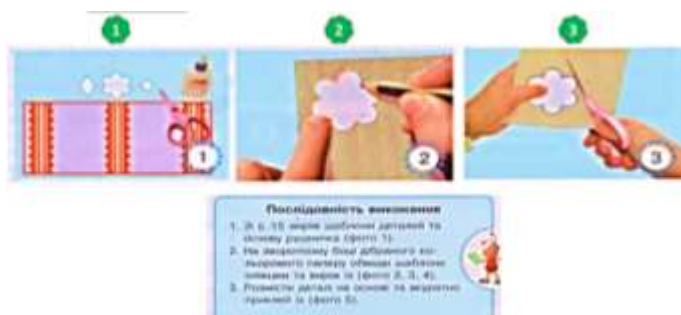 1
2
3
1
2
3
Послідовність виконання
1. Зі с. 15 виріж шаблони деталей та
основу рушничка (фото 1).
2. На зворотному боці дібраного ко-
льорового паперу обведи шаблони
олівцем та виріж їх (фото 2, 3, 4).
3. Розмісти деталі на основі та акуратно
приклей їх (фото 5).